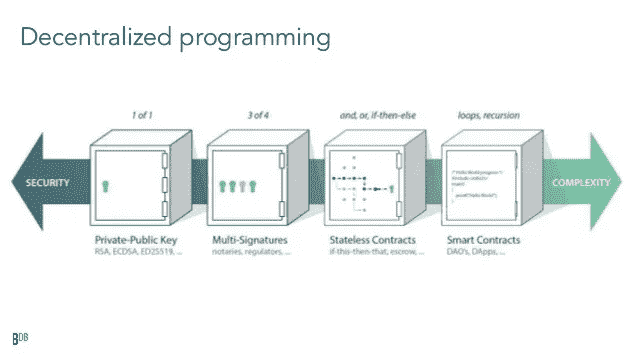 Decentralized programming
1 of 1
3 of 4
and, or, if-then-else
loops, recursion
SECURITY
COMPLEXITY
Private-Public Key
RSA, ECDSA, ED25519, ...
Multi-Signatures
notaries, regulators, ...
Stateless Contracts
if-this-then-that, escrow, ...
Smart Contracts
DAO's, DApps, ...
BDB